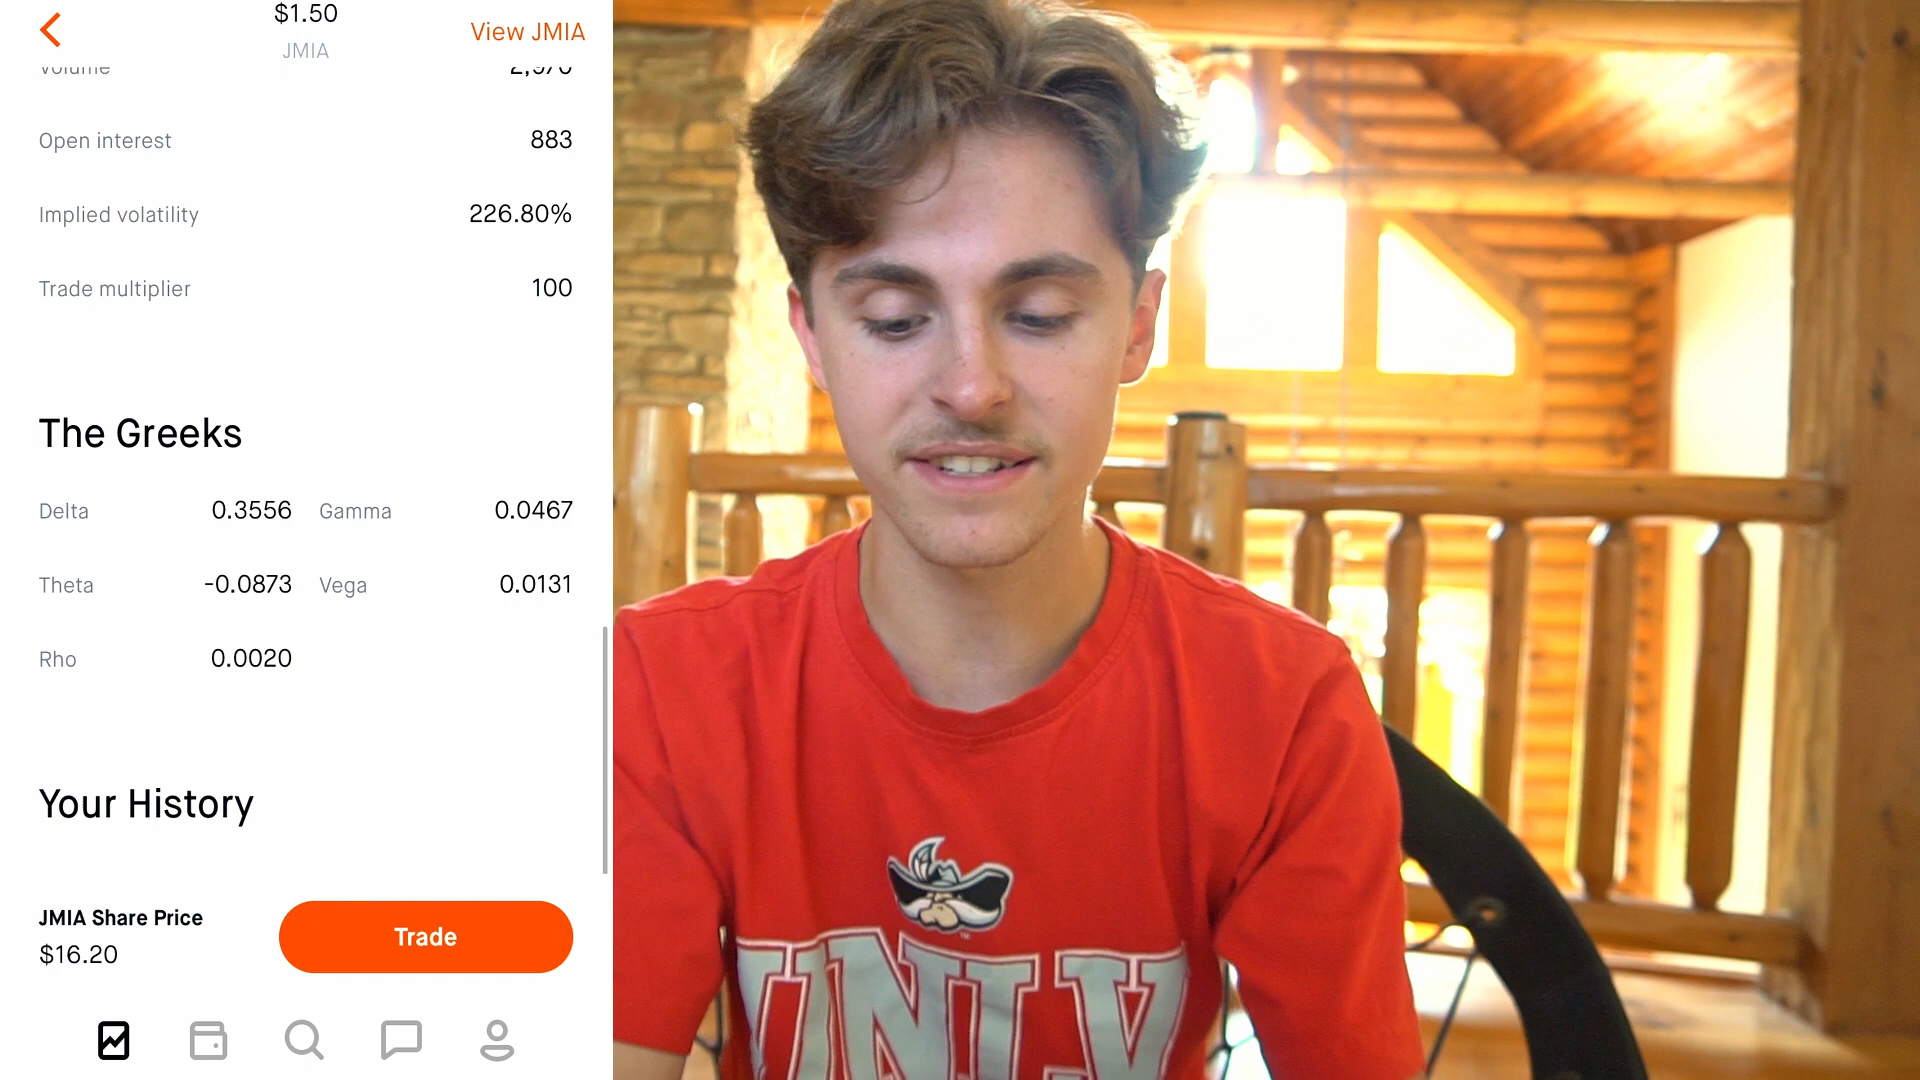 $1.50
JMIA
View JMIA
Volume
Open interest 883
Implied volatility 226.80%
Trade multiplier 100
The Greeks
Delta 0.3556 Gamma 0.0467
Theta -0.0873 Vega 0.0131
Rho 0.0020
Your History
JMIA Share Price
$16.20
Trade
UNLV